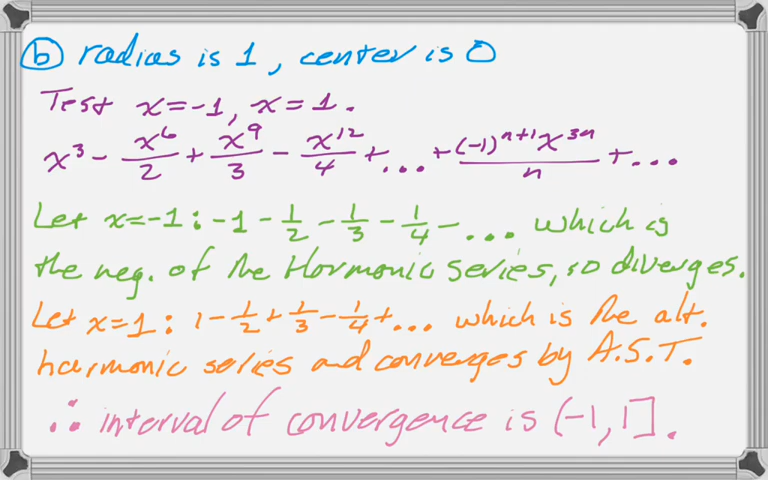 ⓑ radius is 1, center is 0
Test x=-1, x=1.
x³ - x⁶/2 + x⁹/3 - x¹²/4 + ... + (-1)ⁿ⁺¹x³ⁿ/n + ...
Let x=-1: -1 - 1/2 - 1/3 - 1/4 - ... which is
the neg. of the Harmonic series, so diverges.
Let x=1: 1 - 1/2 + 1/3 - 1/4 + ... which is the alt.
harmonic series and converges by A.S.T.
∴ interval of convergence is (-1, 1].